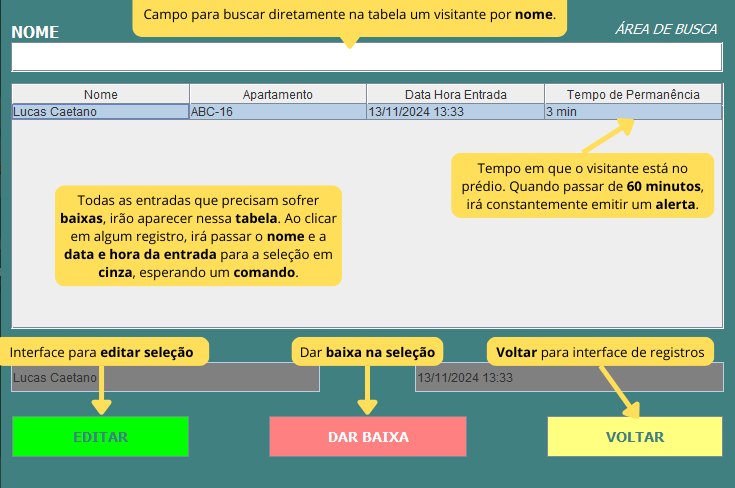 Campo para buscar diretamente na tabela um visitante por nome.
NOME
ÁREA DE BUSCA
Nome Apartamento Data Hora Entrada Tempo de Permanência
Lucas Caetano ABC-16 13/11/2024 13:33 3 min
Tempo em que o visitante está no
prédio. Quando passar de 60 minutos,
irá constantemente emitir um alerta.
Todas as entradas que precisam sofrer
baixas, irão aparecer nessa tabela. Ao clicar
em algum registro, irá passar o nome e a
data e hora da entrada para a seleção em
cinza, esperando um comando.
Interface para editar seleção
Dar baixa na seleção
Voltar para interface de registros
Lucas Caetano
13/11/2024 13:33
EDITAR
DAR BAIXA
VOLTAR